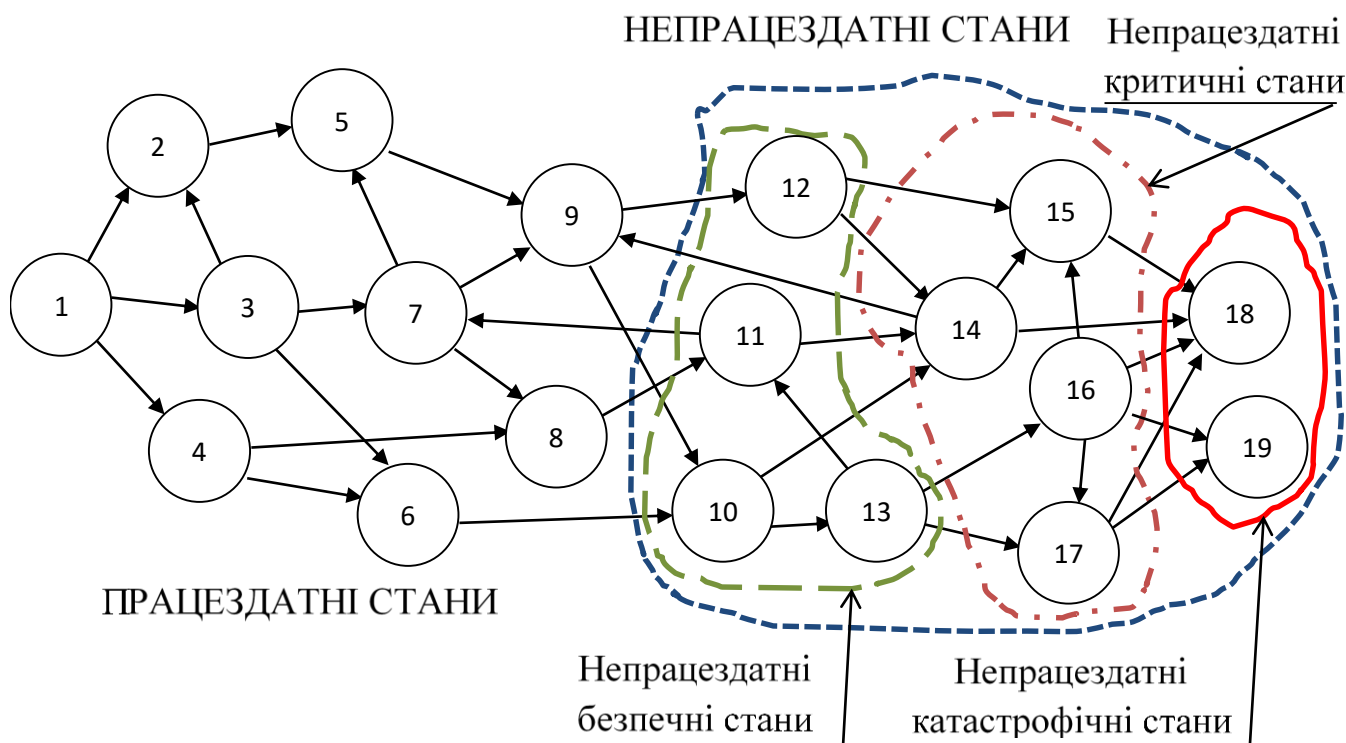 НЕПРАЦЕЗДАТНІ СТАНИ
Непрацездатні
критичні стани
5
2
12
15
9
1
3
7
11
14
18
16
4
8
19
6
10
13
17
ПРАЦЕЗДАТНІ СТАНИ
Непрацездатні
безпечні стани
Непрацездатні
катастрофічні стани